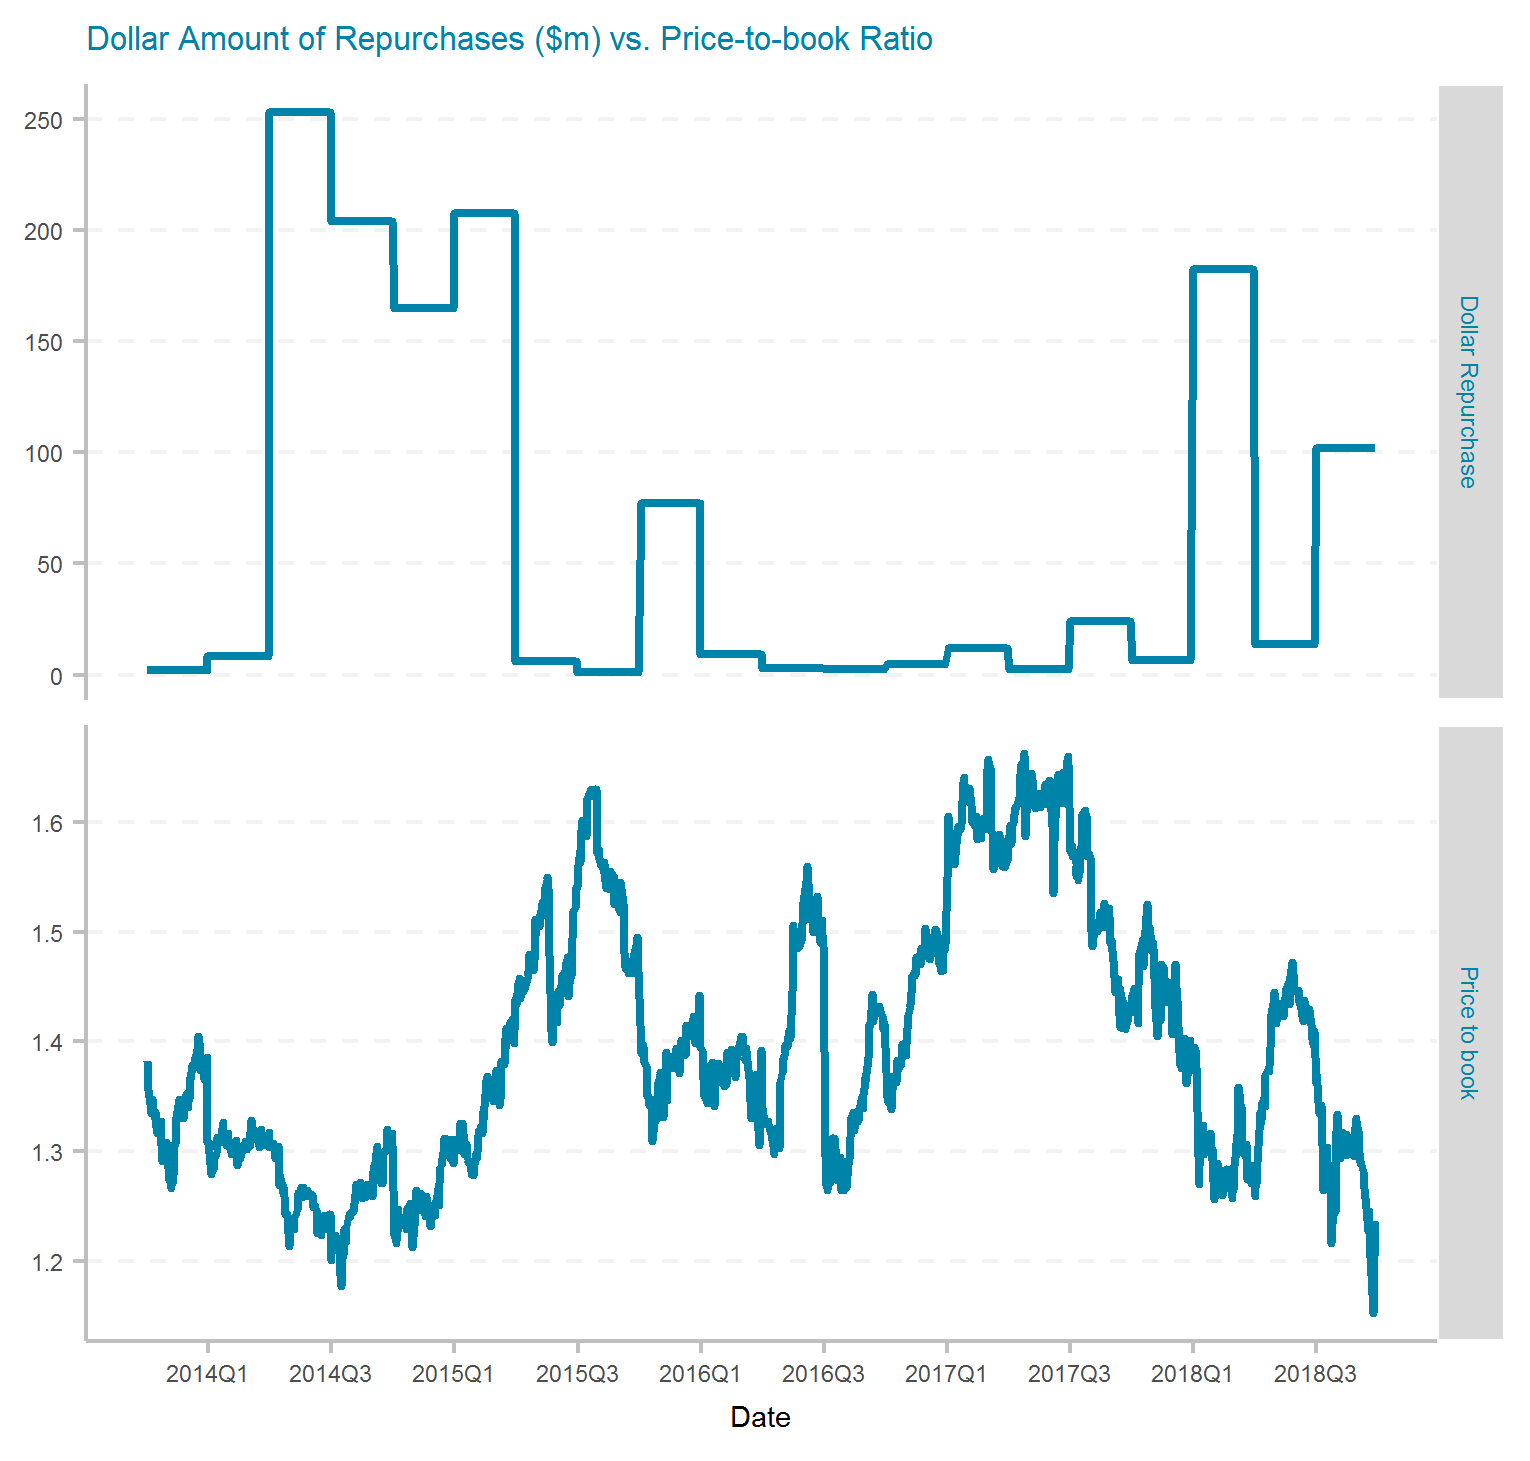 Dollar Amount of Repurchases ($m) vs. Price-to-book Ratio
250
200
150
100
50
0
Dollar Repurchase
1.6
1.5
1.4
1.3
1.2
Price to book
2014Q1 2014Q3 2015Q1 2015Q3 2016Q1 2016Q3 2017Q1 2017Q3 2018Q1 2018Q3
Date